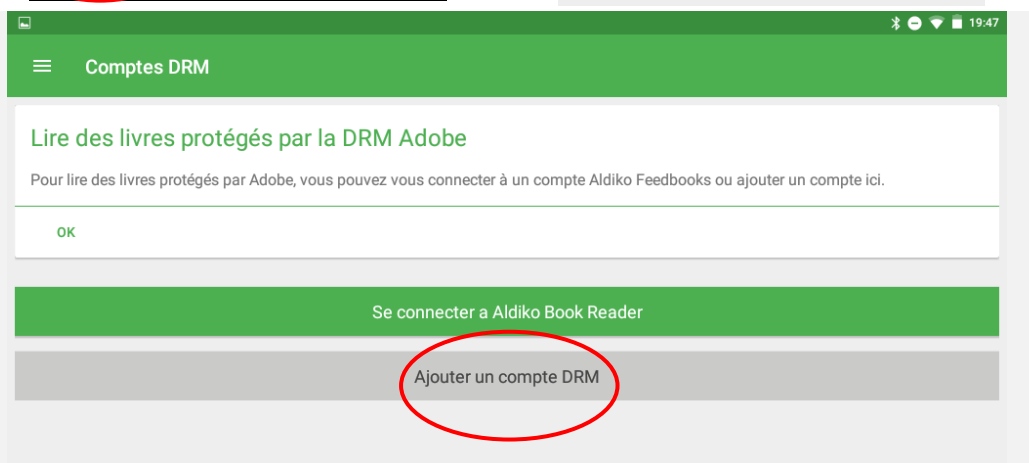 19:47
Comptes DRM
Lire des livres protégés par la DRM Adobe
Pour lire des livres protégés par Adobe, vous pouvez vous connecter à un compte Aldiko Feedbooks ou ajouter un compte ici.
OK
Se connecter a Aldiko Book Reader
Ajouter un compte DRM